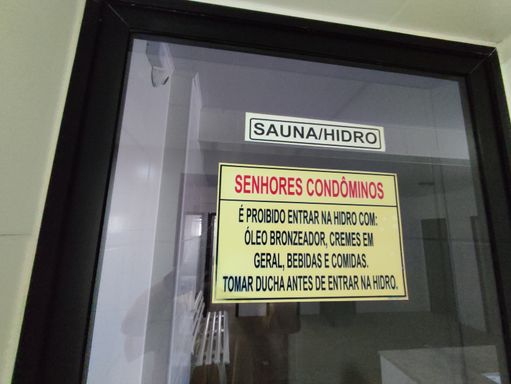 SAUNA/HIDRO
SENHORES CONDÔMINOS
É PROIBIDO ENTRAR NA HIDRO COM:
ÓLEO BRONZEADOR, CREMES EM
GERAL, BEBIDAS E COMIDAS.
TOMAR DUCHA ANTES DE ENTRAR NA HIDRO.